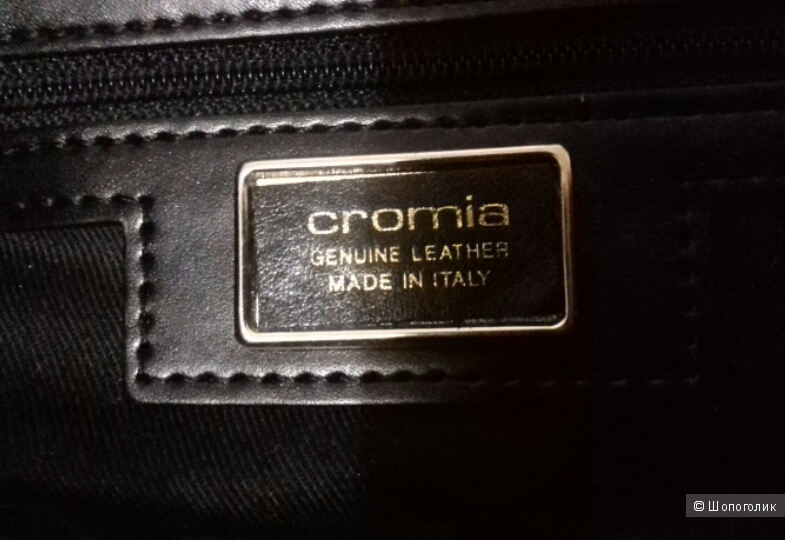 cromia
GENUINE LEATHER
MADE IN ITALY
© Шопоголик